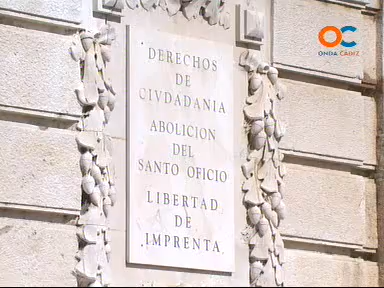 OC
ONDA CÁDIZ
DERECHOS
DE
CIVDADANIA
ABOLICION
DEL
SANTO OFICIO
LIBERTAD
DE
IMPRENTA